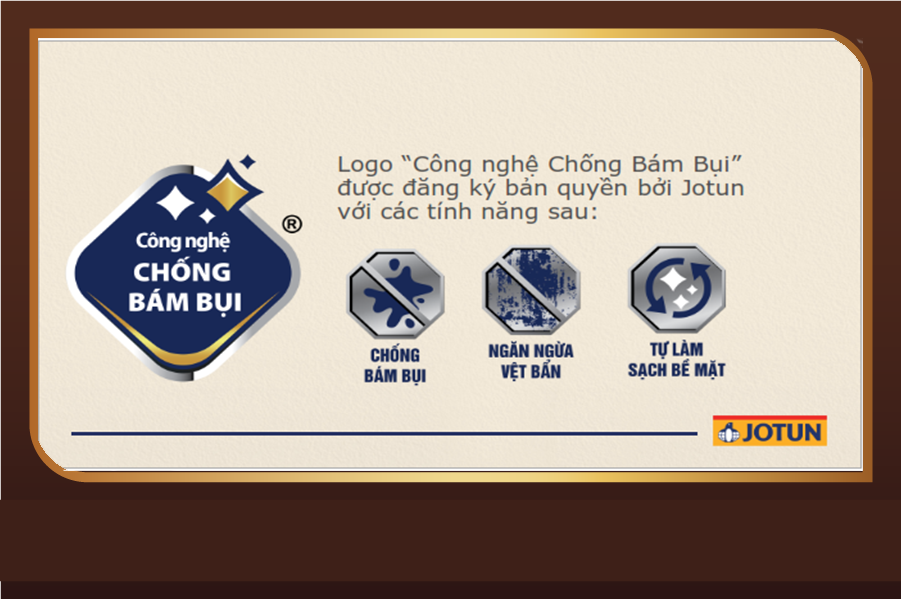 Logo “Công nghệ Chống Bám Bụi”
được đăng ký bản quyền bởi Jotun
với các tính năng sau:
®
Công nghệ
CHỐNG
BÁM BỤI
CHỐNG
BÁM BỤI
NGĂN NGỪA
VỆT BẨN
TỰ LÀM
SẠCH BỀ MẶT
JOTUN